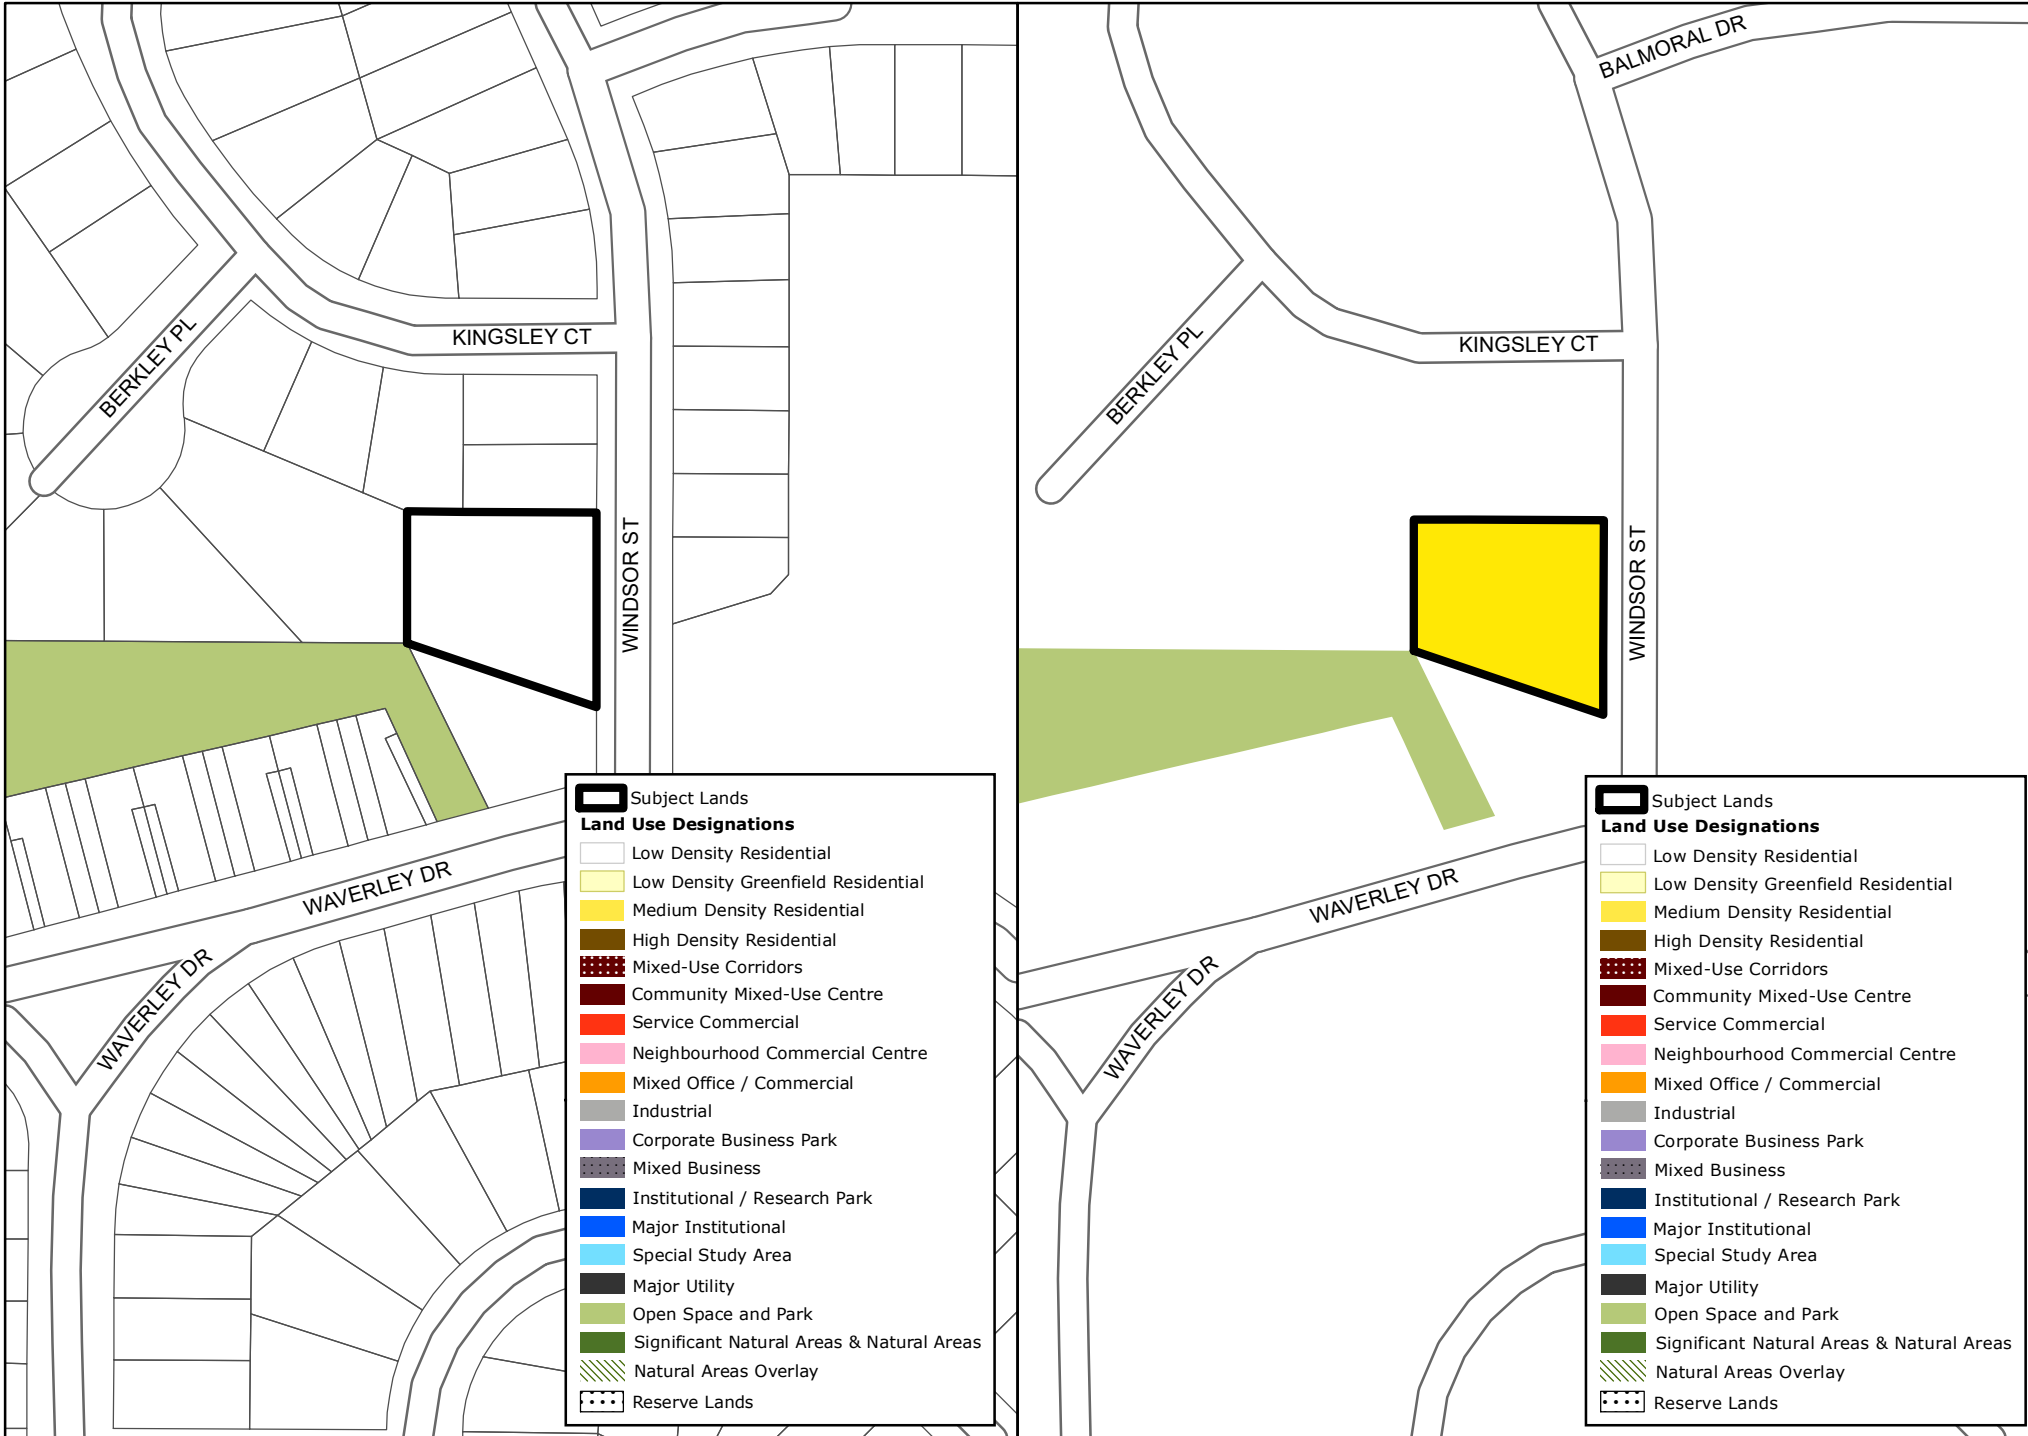 KINGSLEY CT
BERKLEY PL
WINDSOR ST
WAVERLEY DR
WAVERLEY DR
Subject Lands
Land Use Designations
Low Density Residential
Low Density Greenfield Residential
Medium Density Residential
High Density Residential
Mixed-Use Corridors
Community Mixed-Use Centre
Service Commercial
Neighbourhood Commercial Centre
Mixed Office / Commercial
Industrial
Corporate Business Park
Mixed Business
Institutional / Research Park
Major Institutional
Special Study Area
Major Utility
Open Space and Park
Significant Natural Areas & Natural Areas
Natural Areas Overlay
Reserve Lands
BALMORAL DR
KINGSLEY CT
BERKLEY PL
WINDSOR ST
WAVERLEY DR
WAVERLEY DR
Subject Lands
Land Use Designations
Low Density Residential
Low Density Greenfield Residential
Medium Density Residential
High Density Residential
Mixed-Use Corridors
Community Mixed-Use Centre
Service Commercial
Neighbourhood Commercial Centre
Mixed Office / Commercial
Industrial
Corporate Business Park
Mixed Business
Institutional / Research Park
Major Institutional
Special Study Area
Major Utility
Open Space and Park
Significant Natural Areas & Natural Areas
Natural Areas Overlay
Reserve Lands